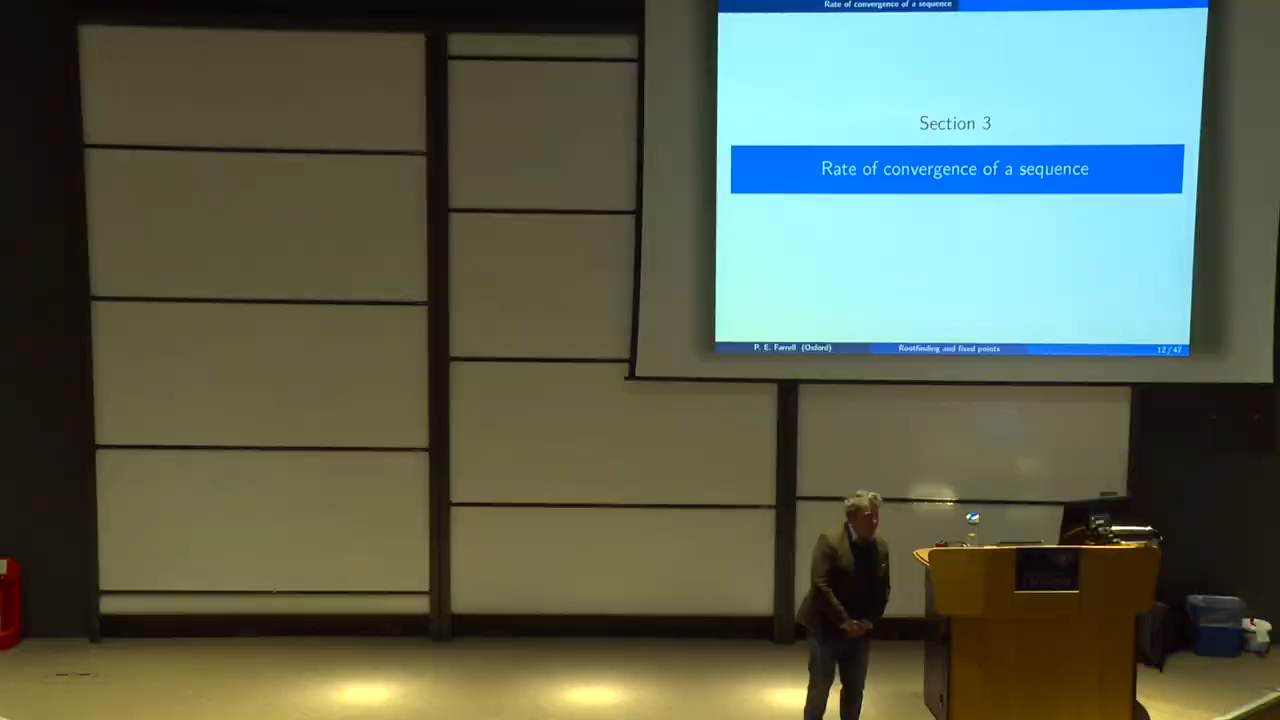 Rate of convergence of a sequence
Section 3
Rate of convergence of a sequence
P. E. Farrell (Oxford)
Rootfinding and fixed points
12 / 47